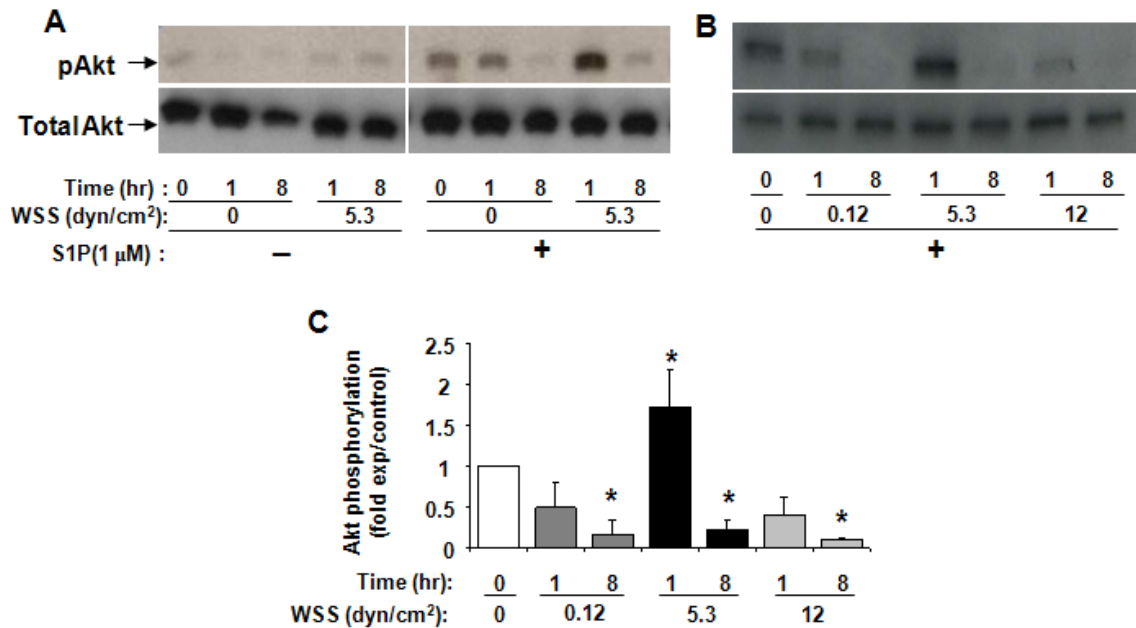 A
B
pAkt
Total Akt
Time (hr) : 0 1 8 1 8 0 1 8 1 8
WSS (dyn/cm²): 0 5.3 0 5.3
S1P(1 μM) : – +
0 1 8 1 8 1 8
0 0.12 5.3 12
+
C
Akt phosphorylation
(fold exp/control)
2.5
2
1.5
1
0.5
0
* * * *
Time (hr): 0 1 8 1 8 1 8
WSS (dyn/cm²): 0 0.12 5.3 12